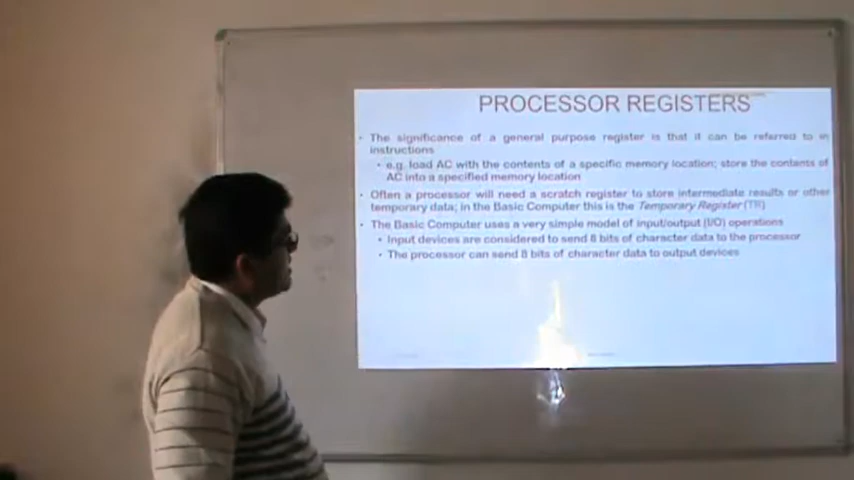 PROCESSOR REGISTERS
• The significance of a general purpose register is that it can be referred to in
instructions
• e.g. load AC with the contents of a specific memory location; store the contents of
AC into a specified memory location
• Often a processor will need a scratch register to store intermediate results or other
temporary data; in the Basic Computer this is the Temporary Register (TR)
• The Basic Computer uses a very simple model of input/output (I/O) operations
• Input devices are considered to send 8 bits of character data to the processor
• The processor can send 8 bits of character data to output devices